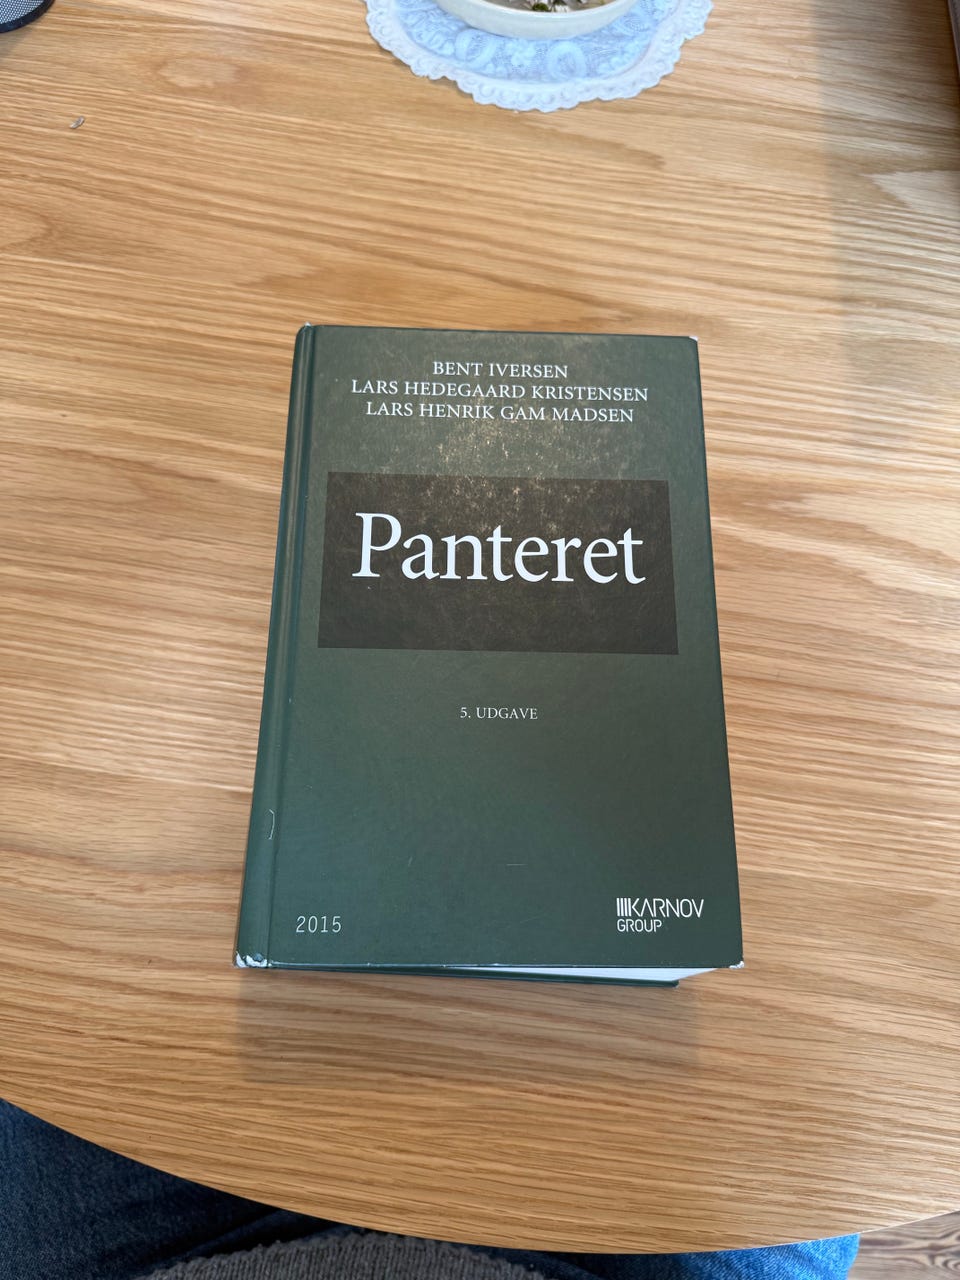 BENT IVERSEN
LARS HEDEGAARD KRISTENSEN
LARS HENRIK GAM MADSEN
Panteret
5. UDGAVE
2015
KARNOV
GROUP